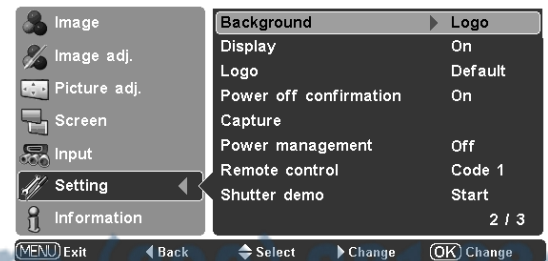 Image
Image adj.
Picture adj.
Screen
Input
Setting
Information
Background Logo
Display On
Logo Default
Power off confirmation On
Capture
Power management Off
Remote control Code 1
Shutter demo Start
2 / 3
MENU Exit Back Select Change OK Change